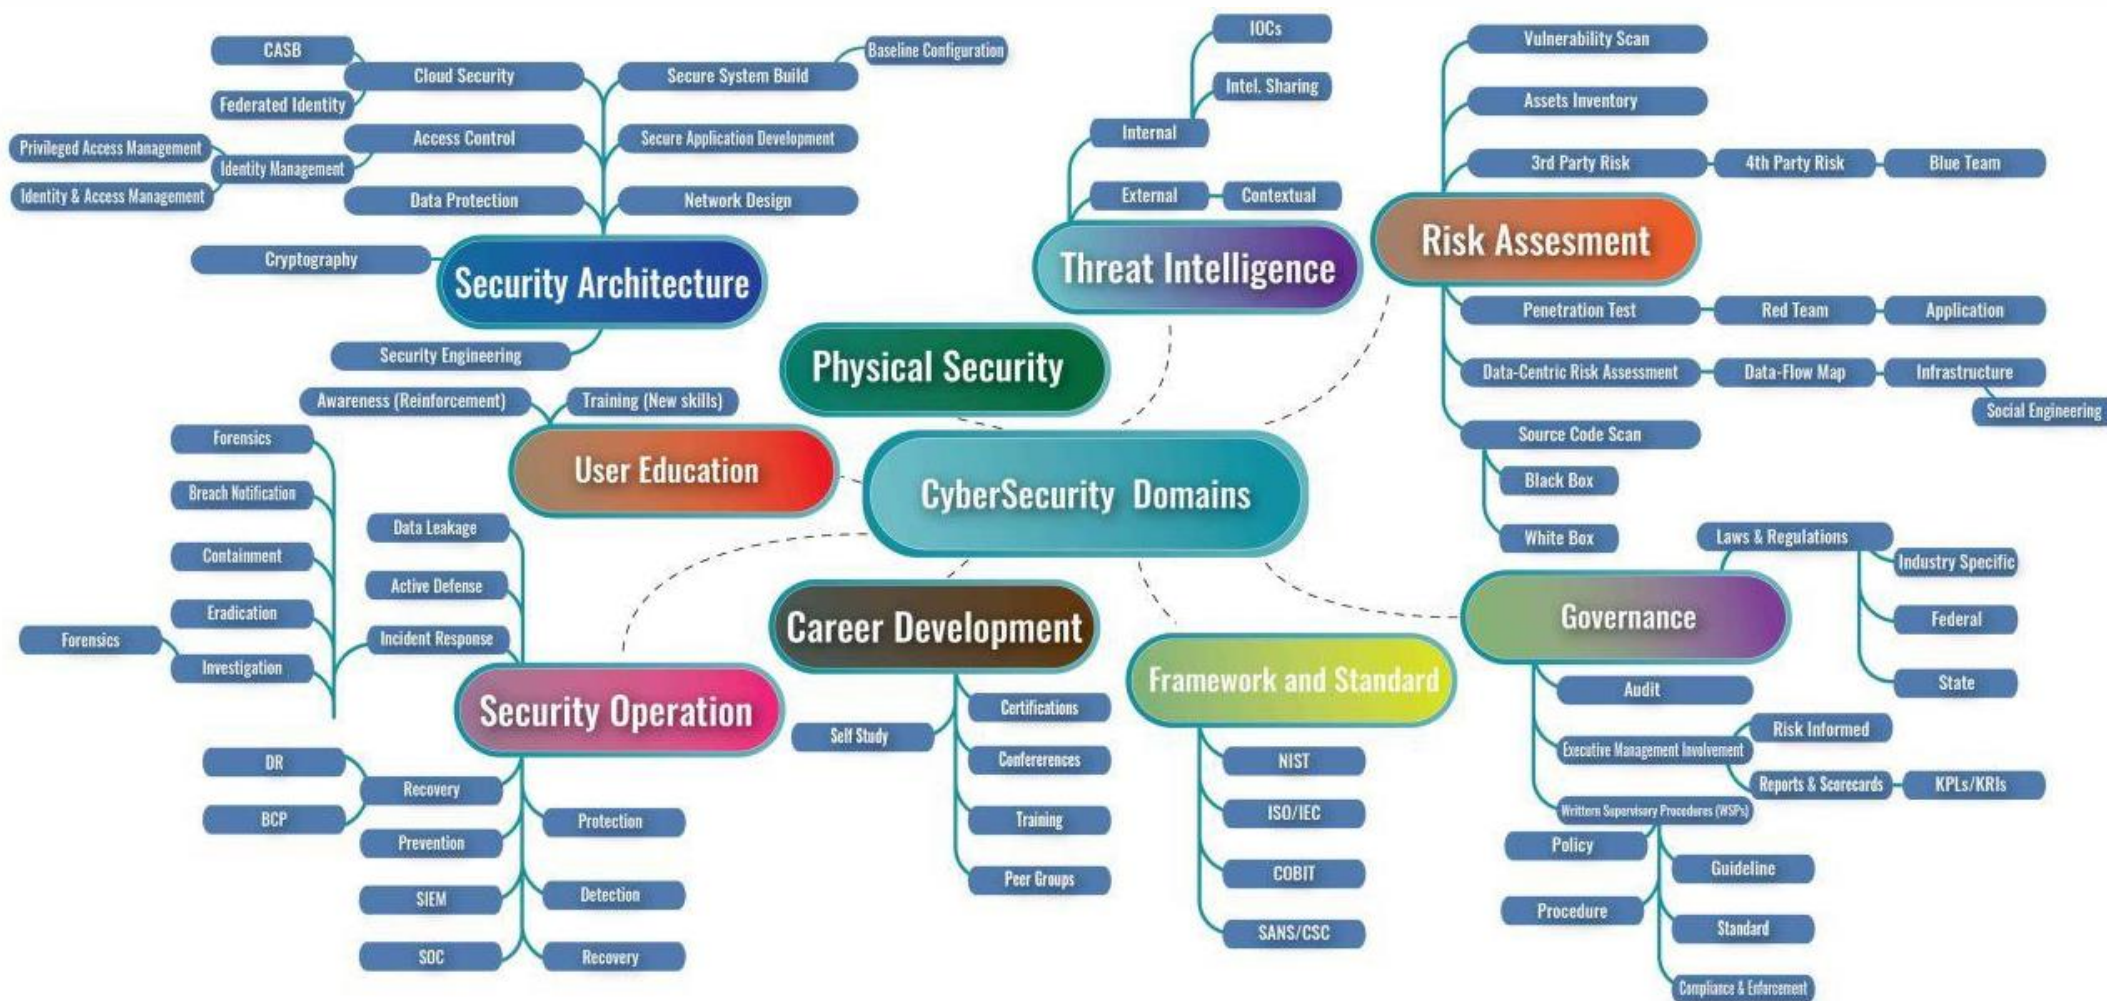 CyberSecurity Domains
Security Architecture
Cloud Security
CASB
Federated Identity
Access Control
Identity Management
Privileged Access Management
Identity & Access Management
Data Protection
Cryptography
Security Engineering
Secure System Build
Baseline Configuration
Secure Application Development
Network Design
Physical Security
Threat Intelligence
Internal
IOCs
Intel. Sharing
External
Contextual
Risk Assesment
Vulnerability Scan
Assets Inventory
3rd Party Risk
4th Party Risk
Blue Team
Penetration Test
Red Team
Application
Data-Centric Risk Assessment
Data-Flow Map
Infrastructure
Social Engineering
Source Code Scan
Black Box
White Box
User Education
Awareness (Reinforcement)
Training (New skills)
Security Operation
Data Leakage
Active Defense
Incident Response
Forensics
Breach Notification
Containment
Eradication
Investigation
Forensics
Recovery
DR
BCP
Prevention
SIEM
SOC
Protection
Detection
Recovery
Career Development
Self Study
Certifications
Confererences
Training
Peer Groups
Framework and Standard
NIST
ISO/IEC
COBIT
SANS/CSC
Governance
Laws & Regulations
Industry Specific
Federal
State
Audit
Executive Management Involvement
Risk Informed
Reports & Scorecards
KPLs/KRIs
Writtern Supervisory Procedures (WSPs)
Policy
Procedure
Guideline
Standard
Compliance & Enforcement